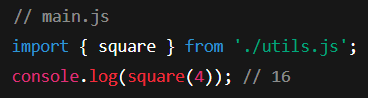 // main.js
import { square } from './utils.js';
console.log(square(4)); // 16